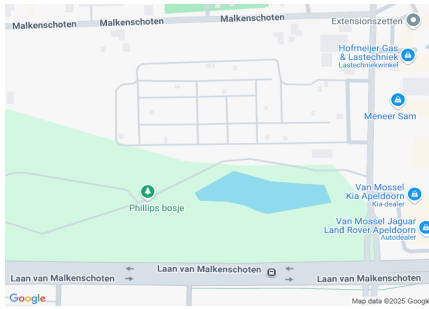 Malkenschoten
Malkenschoten
Malkenschoten
Extensionszetten
Hofmeijer Gas
& Lastechniek
Lastechniekwinkel
Meneer Sam
Van Mossel
Kia Apeldoorn
Kia-dealer
Phillips bosje
Van Mossel Jaguar
Land Rover Apeldoorn
Autodealer
Laan van Malkenschoten
Laan van Malkenschoten
Laan van Malkenschoten
Google
Map data ©2025 Google